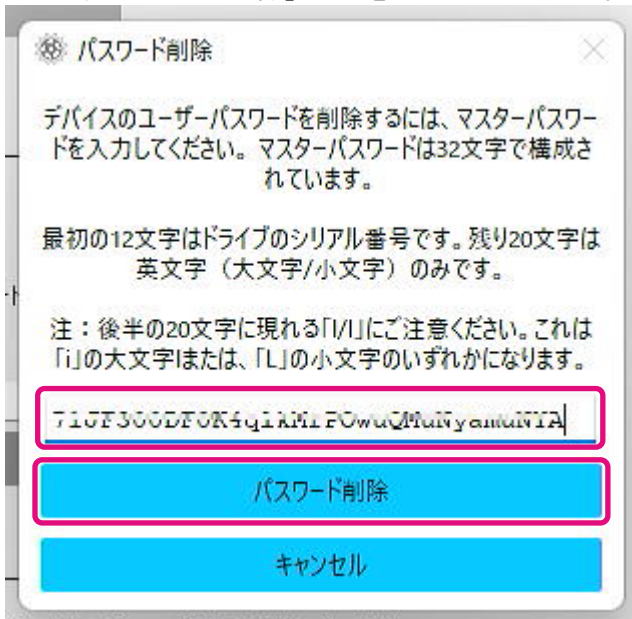 パスワード削除
デバイスのユーザーパスワードを削除するには、マスターパスワー
ドを入力してください。マスターパスワードは32文字で構成さ
れています。
最初の12文字はドライブのシリアル番号です。残り20文字は
英文字（大文字/小文字）のみです。
注：後半の20文字に現れる「I/l」にご注意ください。これは
「i」の大文字Iまたは、「L」の小文字のいずれかになります。
パスワード削除
キャンセル